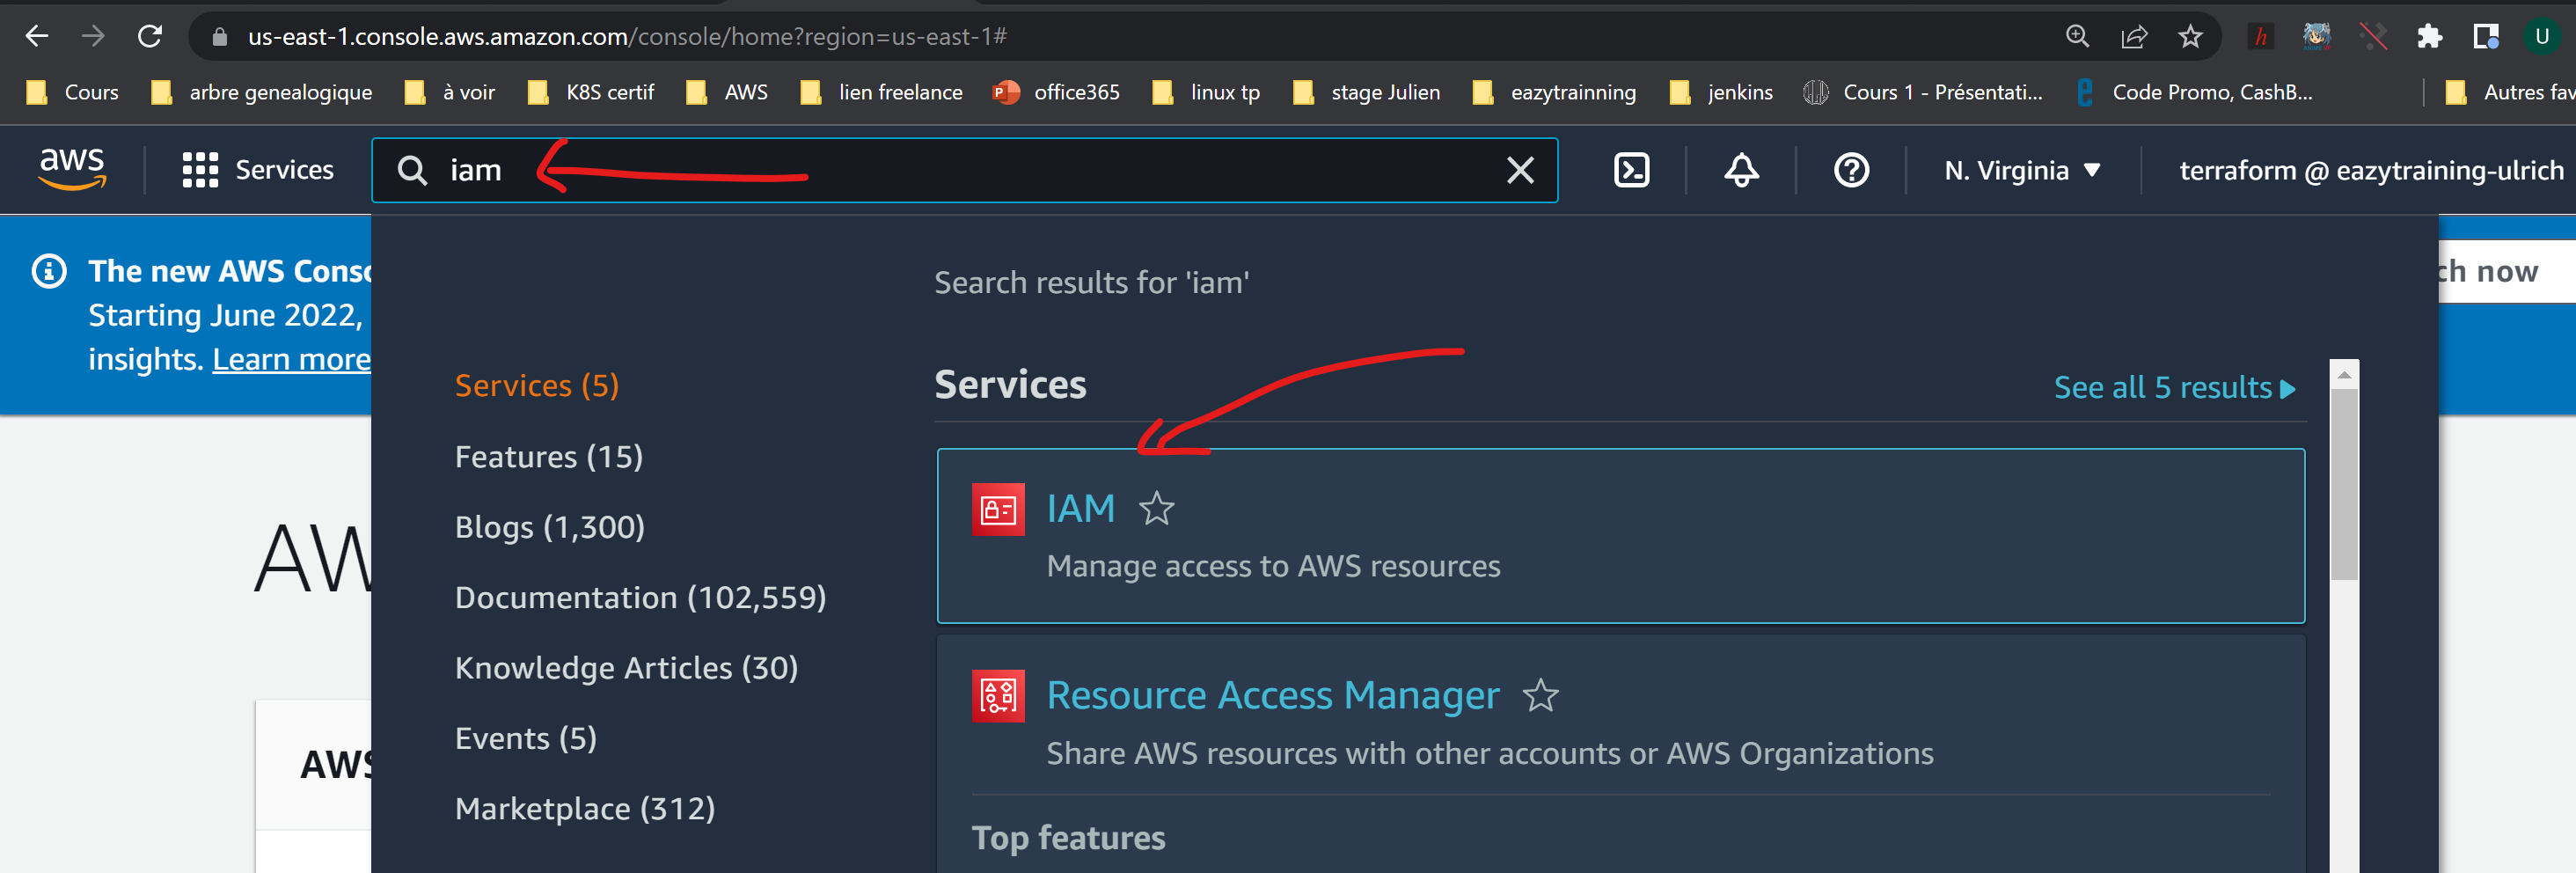 us-east-1.console.aws.amazon.com/console/home?region=us-east-1#
h
U
Cours
arbre genealogique
à voir
K8S certif
AWS
lien freelance
office365
linux tp
stage Julien
eazytrainning
jenkins
Cours 1 - Présentati...
Code Promo, CashB...
Autres fav
aws
Services
iam
N. Virginia
terraform @ eazytraining-ulrich
The new AWS Conso
Starting June 2022,
insights. Learn more
ch now
Search results for 'iam'
Services (5)
Features (15)
Blogs (1,300)
Documentation (102,559)
Knowledge Articles (30)
Events (5)
Marketplace (312)
Services
See all 5 results
IAM
Manage access to AWS resources
Resource Access Manager
Share AWS resources with other accounts or AWS Organizations
Top features
AW
AWS